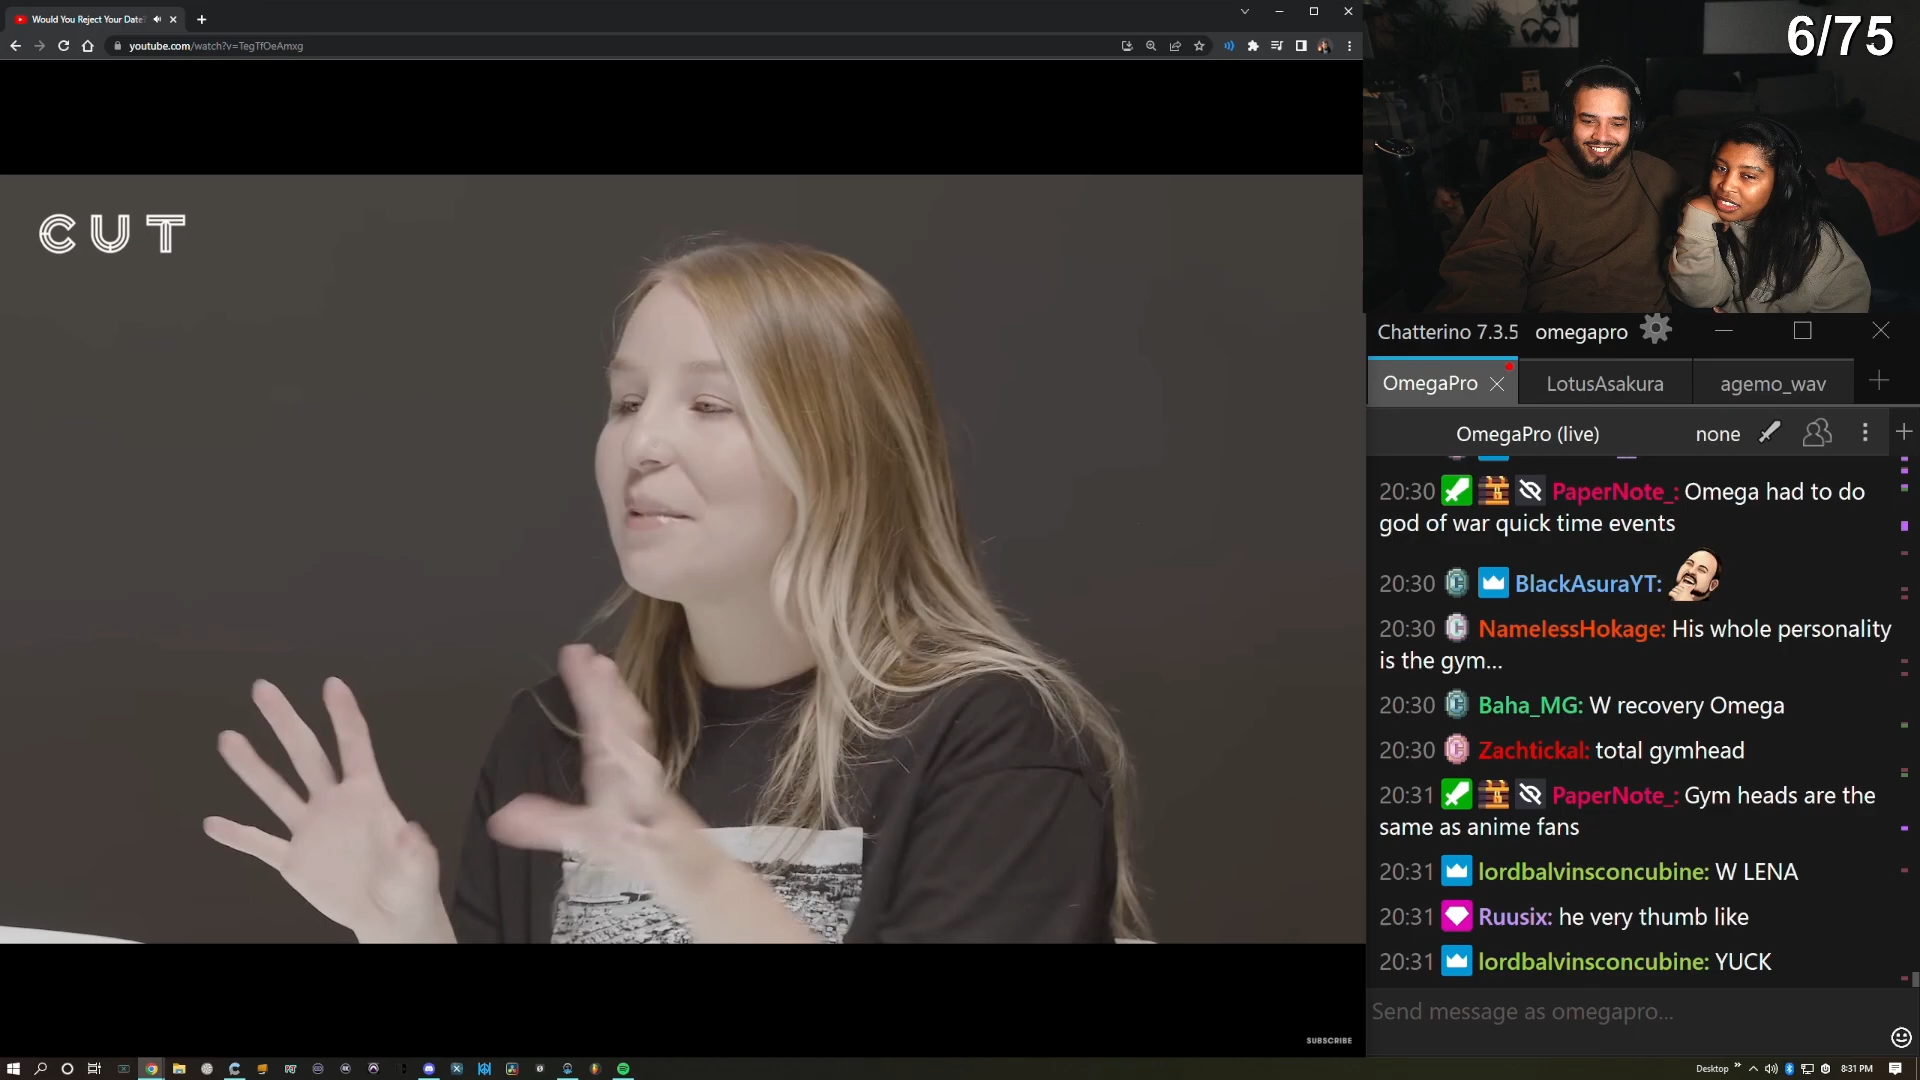 Would You Reject Your Date?
youtube.com/watch?v=TegTfOeAmxg
6/75
CUT
SUBSCRIBE
Chatterino 7.3.5 omegapro
OmegaPro LotusAsakura agemo_wav
OmegaPro (live) none
20:30 PaperNote_: Omega had to do
god of war quick time events
20:30 BlackAsuraYT:
20:30 NamelessHokage: His whole personality
is the gym...
20:30 Baha_MG: W recovery Omega
20:30 Zachtickal: total gymhead
20:31 PaperNote_: Gym heads are the
same as anime fans
20:31 lordbalvinsconcubine: W LENA
20:31 Ruusix: he very thumb like
20:31 lordbalvinsconcubine: YUCK
Send message as omegapro...
Desktop 8:31 PM